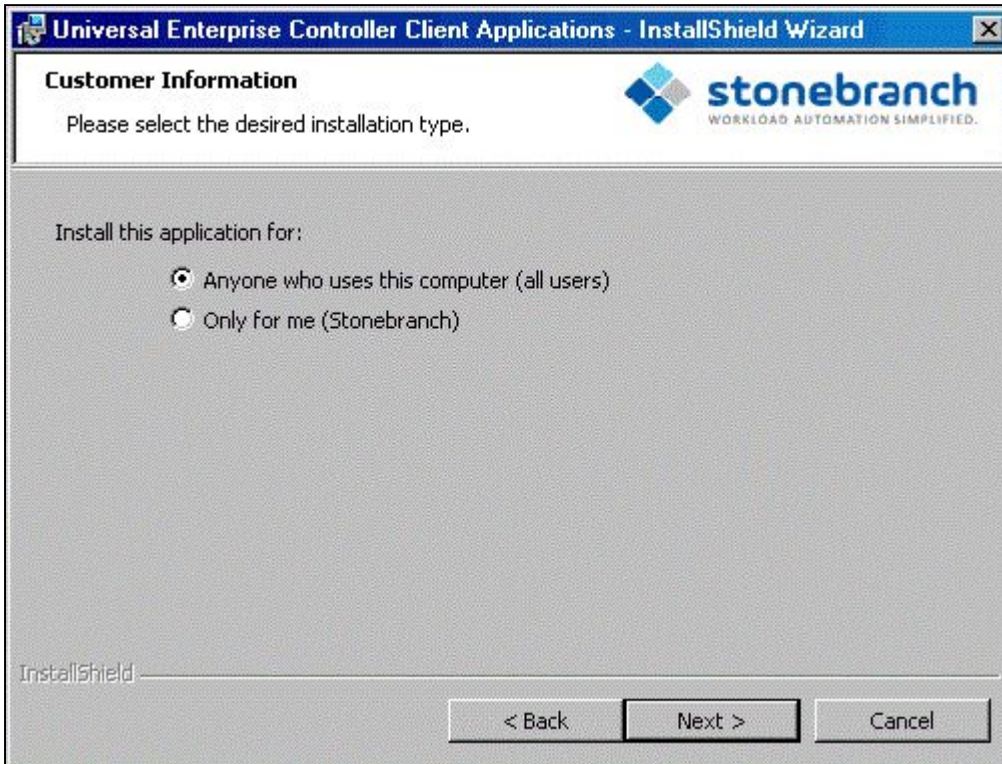 Universal Enterprise Controller Client Applications - InstallShield Wizard
Customer Information
Please select the desired installation type.
stonebranch
WORKLOAD AUTOMATION SIMPLIFIED.
Install this application for:
Anyone who uses this computer (all users)
Only for me (Stonebranch)
InstallShield
< Back
Next >
Cancel